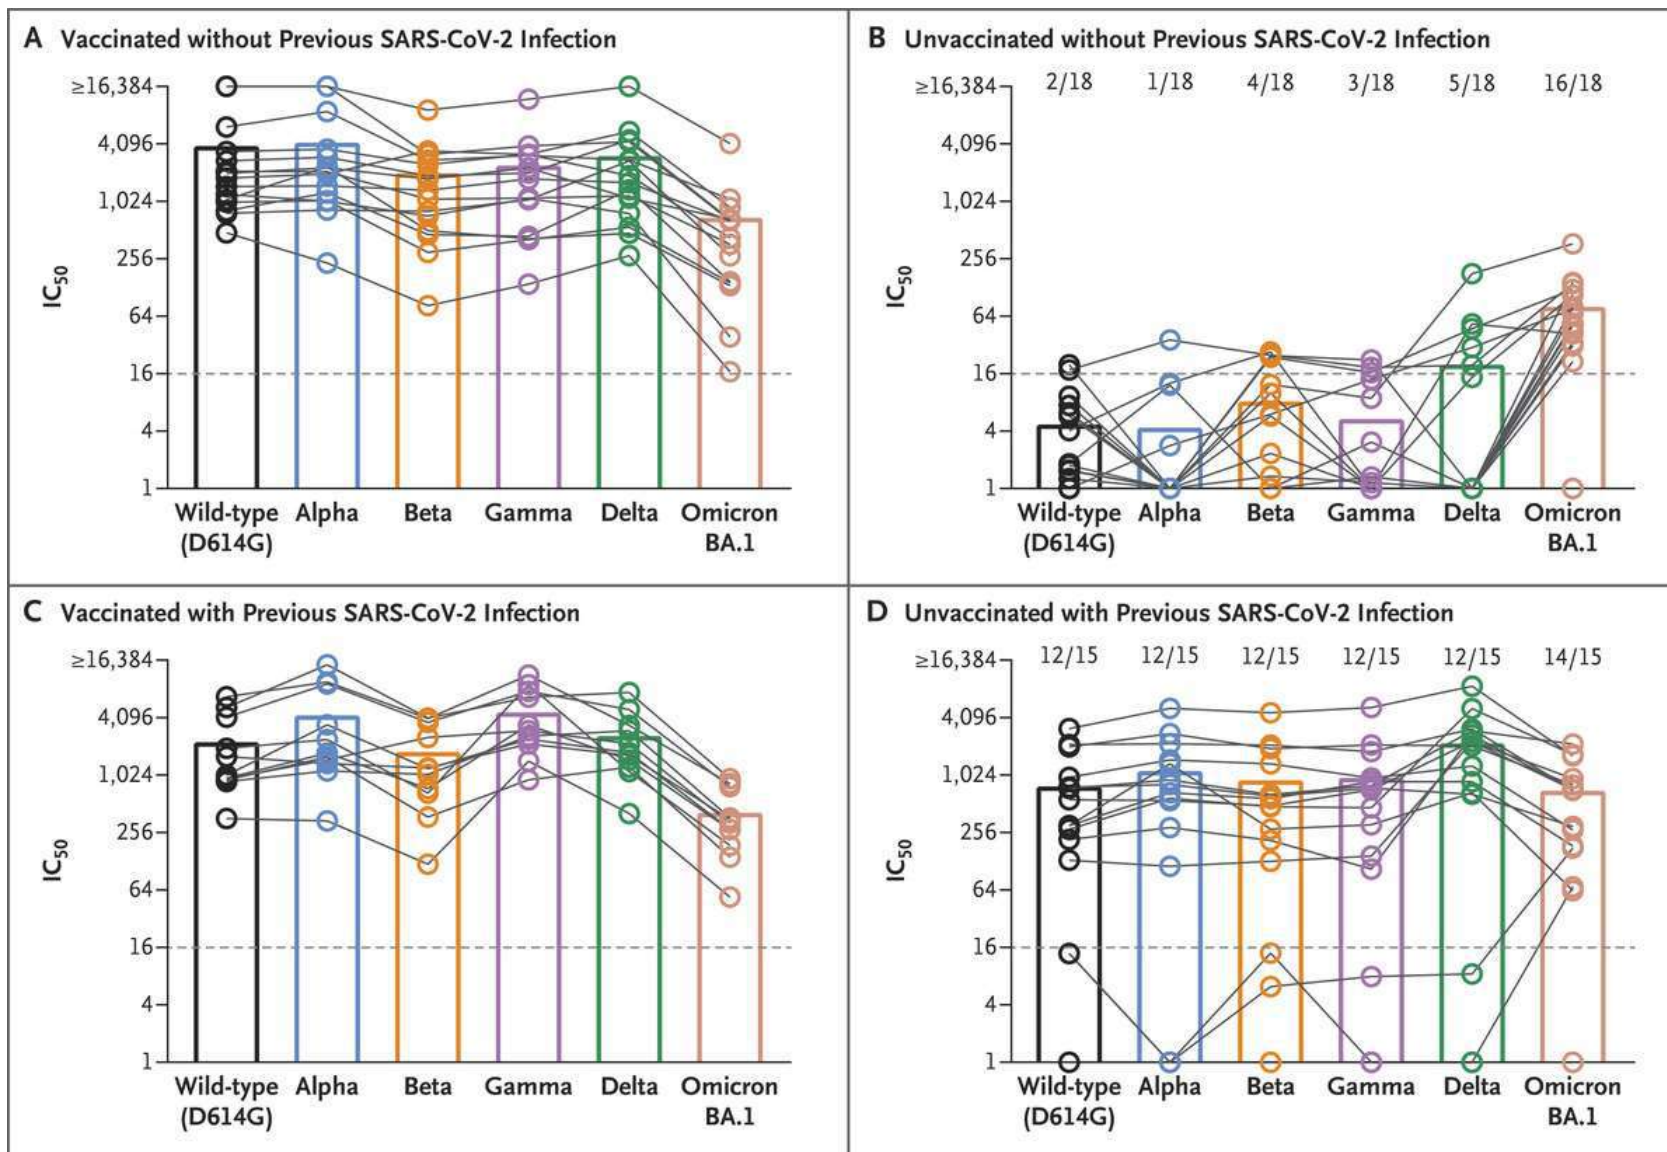 A Vaccinated without Previous SARS-CoV-2 Infection
≥16,384
4,096
1,024
256
64
16
4
1
IC50
Wild-type (D614G)
Alpha
Beta
Gamma
Delta
Omicron BA.1
B Unvaccinated without Previous SARS-CoV-2 Infection
2/18 1/18 4/18 3/18 5/18 16/18
≥16,384
4,096
1,024
256
64
16
4
1
IC50
Wild-type (D614G)
Alpha
Beta
Gamma
Delta
Omicron BA.1
C Vaccinated with Previous SARS-CoV-2 Infection
≥16,384
4,096
1,024
256
64
16
4
1
IC50
Wild-type (D614G)
Alpha
Beta
Gamma
Delta
Omicron BA.1
D Unvaccinated with Previous SARS-CoV-2 Infection
12/15 12/15 12/15 12/15 12/15 14/15
≥16,384
4,096
1,024
256
64
16
4
1
IC50
Wild-type (D614G)
Alpha
Beta
Gamma
Delta
Omicron BA.1